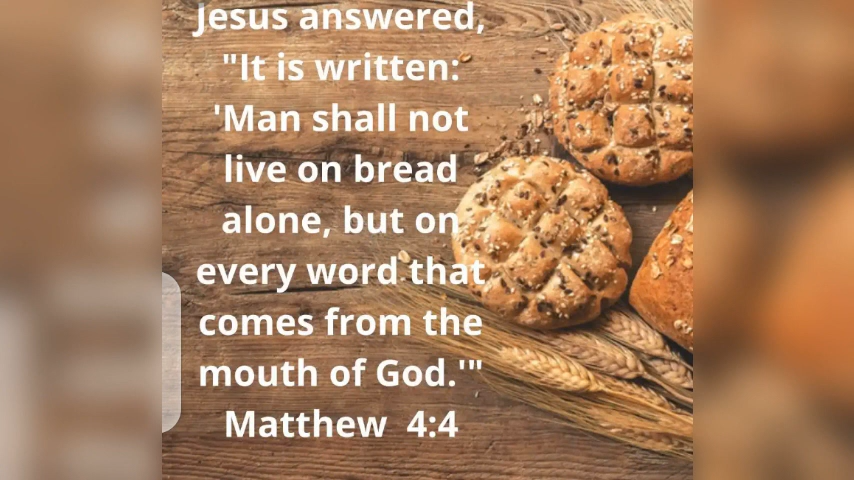 Jesus answered,
"It is written:
'Man shall not
live on bread
alone, but on
every word that
comes from the
mouth of God.'"
Matthew 4:4